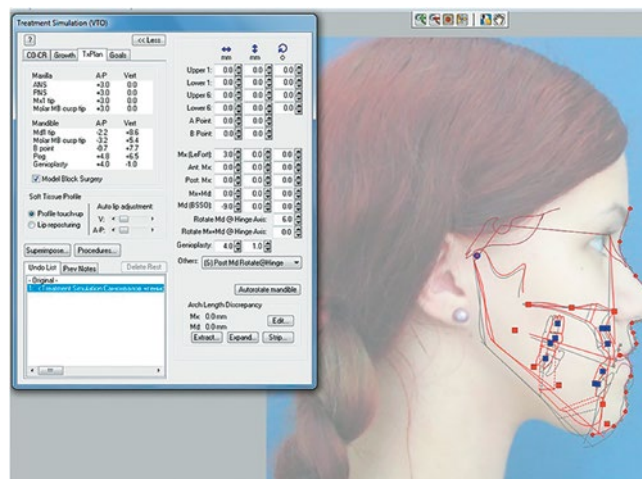 Treatment Simulation (VTO)
? << Less
CO-CR Growth TxPlan Goals
Maxilla A-P Vert
ANS +3.0 0.0
PNS +3.0 0.0
Mx1 tip +3.0 0.0
Molar MB cusp tip +3.0 0.0
Mandible A-P Vert
Md1 tip -2.2 +8.6
Molar MB cusp tip -3.2 +5.4
B point -0.7 +7.7
Pog +4.8 +6.5
Genioplasty +4.0 -1.0
Model Block Surgery
Soft Tissue Profile
Profile touch-up
Lip reposturing
Auto lip adjustment:
V:
A-P:
Superimpose... Procedures...
Undo List Prev Notes Delete Rest
- Original -
1: <Treatment Simulation
mm mm
Upper 1: 0.0 0.0 0.0
Lower 1: 0.0 0.0 0.0
Upper 6: 0.0 0.0 0.0
Lower 6: 0.0 0.0 0.0
A Point 0.0 0.0
B Point 0.0 0.0
Mx (LeFort) 3.0 0.0 0.0
Ant. Mx 0.0 0.0 0.0
Post. Mx 0.0 0.0 0.0
Mx+Md 0.0 0.0 0.0
Md (BSSO) -9.0 0.0 0.0
Rotate Md @ Hinge Axis: 6.0
Rotate Mx+Md @ Hinge Axis: 0.0
Genioplasty: 4.0 1.0
Others: (S) Post Md Rotate@Hinge
Autorotate mandible
Arch Length Discrepancy
Mx 0.0 mm
Md 0.0 mm
Edit...
Extract... Expand... Strip...